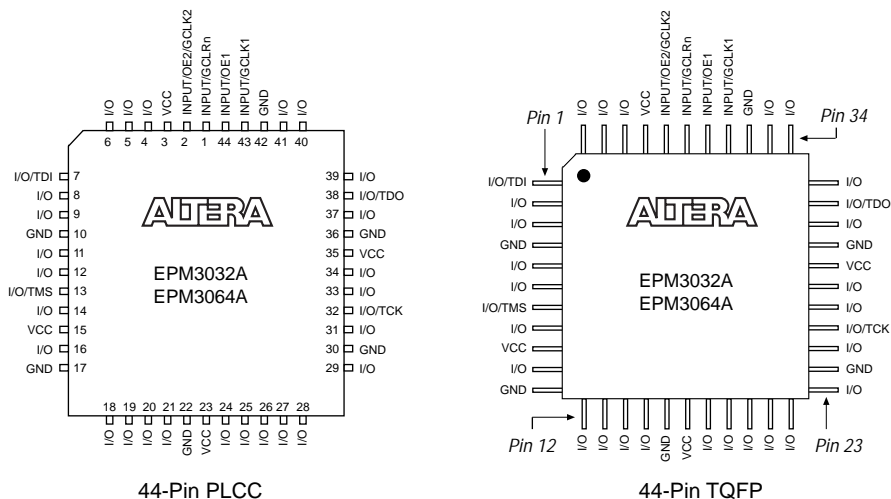 I/O
I/O
I/O
VCC
INPUT/OE2/GCLK2
INPUT/GCLRn
INPUT/OE1
INPUT/GCLK1
GND
I/O
I/O
6 5 4 3 2 1 44 43 42 41 40
I/O/TDI 7
I/O 8
I/O 9
GND 10
I/O 11
I/O 12
I/O/TMS 13
I/O 14
VCC 15
I/O 16
GND 17
39 I/O
38 I/O/TDO
37 I/O
36 GND
35 VCC
34 I/O
33 I/O
32 I/O/TCK
31 I/O
30 GND
29 I/O
ALTERA
EPM3032A
EPM3064A
18 19 20 21 22 23 24 25 26 27 28
I/O
I/O
I/O
I/O
GND
VCC
I/O
I/O
I/O
I/O
I/O
44-Pin PLCC
I/O
I/O
I/O
VCC
INPUT/OE2/GCLK2
INPUT/GCLRn
INPUT/OE1
INPUT/GCLK1
GND
I/O
I/O
Pin 1
Pin 34
I/O/TDI
I/O
I/O
GND
I/O
I/O
I/O/TMS
I/O
VCC
I/O
GND
I/O
I/O/TDO
I/O
GND
VCC
I/O
I/O
I/O/TCK
I/O
GND
I/O
ALTERA
EPM3032A
EPM3064A
Pin 12
Pin 23
I/O
I/O
I/O
I/O
GND
VCC
I/O
I/O
I/O
I/O
I/O
44-Pin TQFP